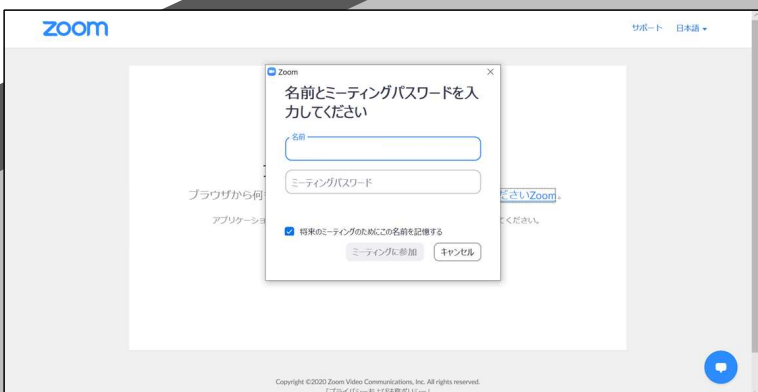 zoom
サポート 日本語
Zoom
名前とミーティングパスワードを入
力してください
名前
ミーティングパスワード
ブラウザから何
ださいZoom。
アプリケーショ
てください。
将来のミーティングのためにこの名前を記憶する
ミーティングに参加 キャンセル
Copyright ©2020 Zoom Video Communications, Inc. All rights reserved.